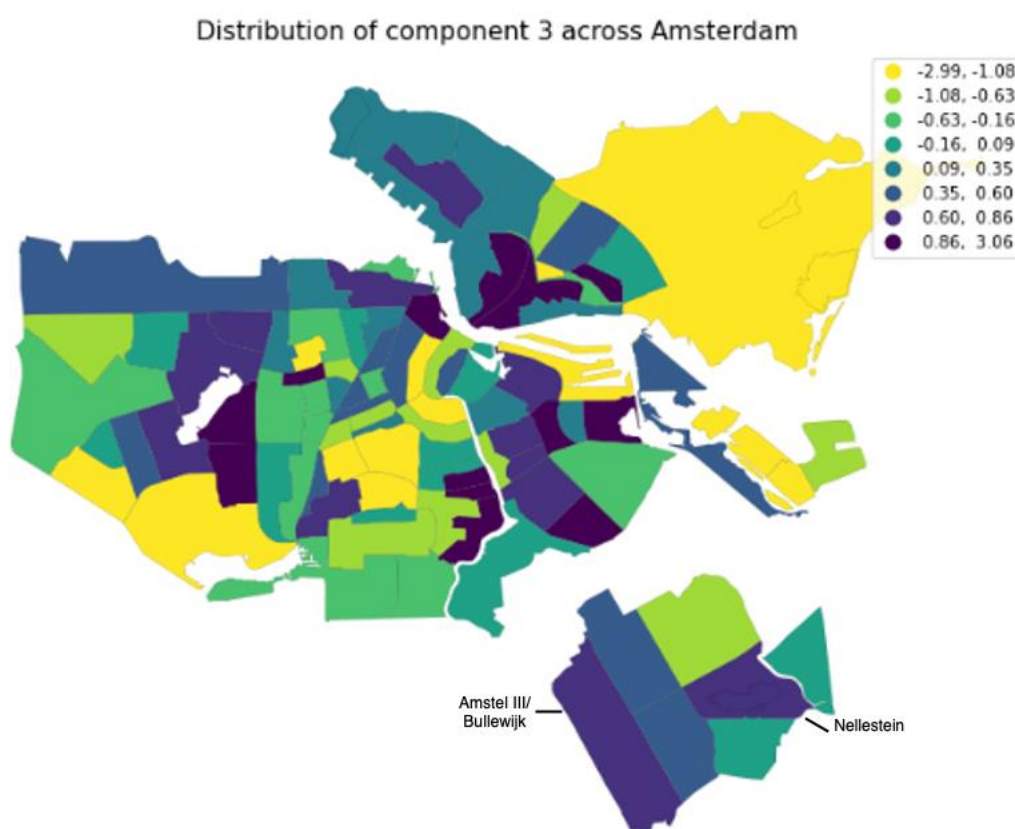 Distribution of component 3 across Amsterdam
-2.99, -1.08
-1.08, -0.63
-0.63, -0.16
-0.16, 0.09
0.09, 0.35
0.35, 0.60
0.60, 0.86
0.86, 3.06
Amstel III/
Bullewijk
Nellestein